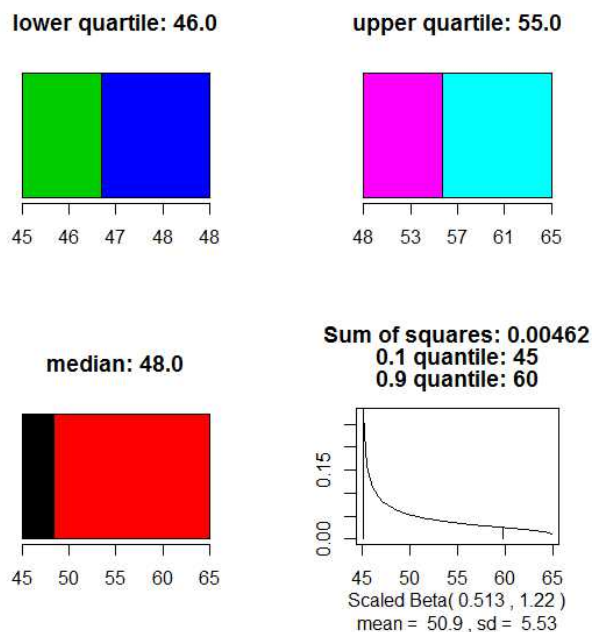 lower quartile: 46.0
45 46 47 48 48
upper quartile: 55.0
48 53 57 61 65
median: 48.0
45 50 55 60 65
Sum of squares: 0.00462
0.1 quantile: 45
0.9 quantile: 60
0.15
0.00
45 50 55 60 65
Scaled Beta( 0.513 , 1.22 )
mean = 50.9 , sd = 5.53